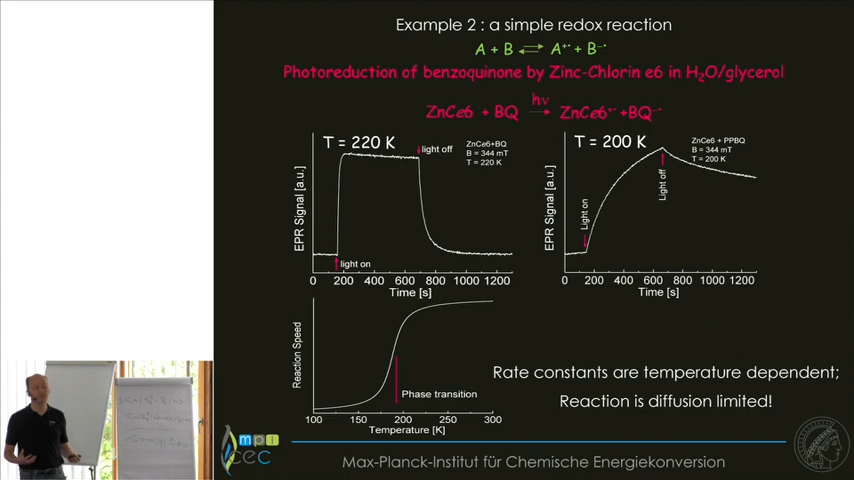 Example 2 : a simple redox reaction
A + B ⇌ A⁺• + B⁻•
Photoreduction of benzoquinone by Zinc-Chlorin e6 in H₂O/glycerol
hν
ZnCe6 + BQ → ZnCe6⁺• +BQ⁻•
T = 220 K
light off
ZnCe6+BQ
B = 344 mT
T = 220 K
EPR Signal [a.u.]
light on
0 200 400 600 800 1000 1200
Time [s]
T = 200 K
ZnCe6 + PPBQ
B = 344 mT
T = 200 K
EPR Signal [a.u.]
Light on
Light off
0 200 400 600 800 1000 1200
Time [s]
Reaction Speed
Phase transition
100 150 200 250 300
Temperature [K]
Rate constants are temperature dependent;
Reaction is diffusion limited!
mpi
cec
Max-Planck-Institut für Chemische Energiekonversion